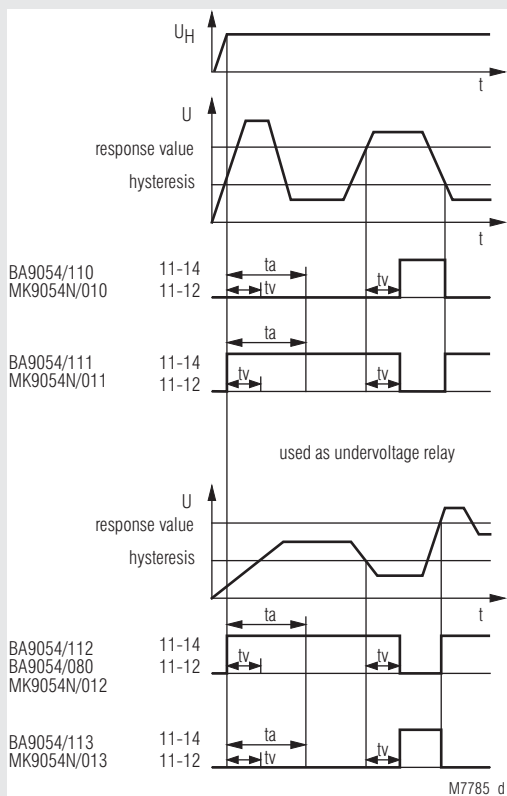 UH
t
U
response value
hysteresis
t
BA9054/110 11-14 ta
MK9054N/010 11-12 tv tv
ta
BA9054/111 11-14
MK9054N/011 11-12 tv tv
used as undervoltage relay
U
response value
hysteresis
t
ta
BA9054/112 11-14
BA9054/080 11-12 tv tv
MK9054N/012
BA9054/113 11-14 ta
MK9054N/013 11-12 tv tv
M7785_d